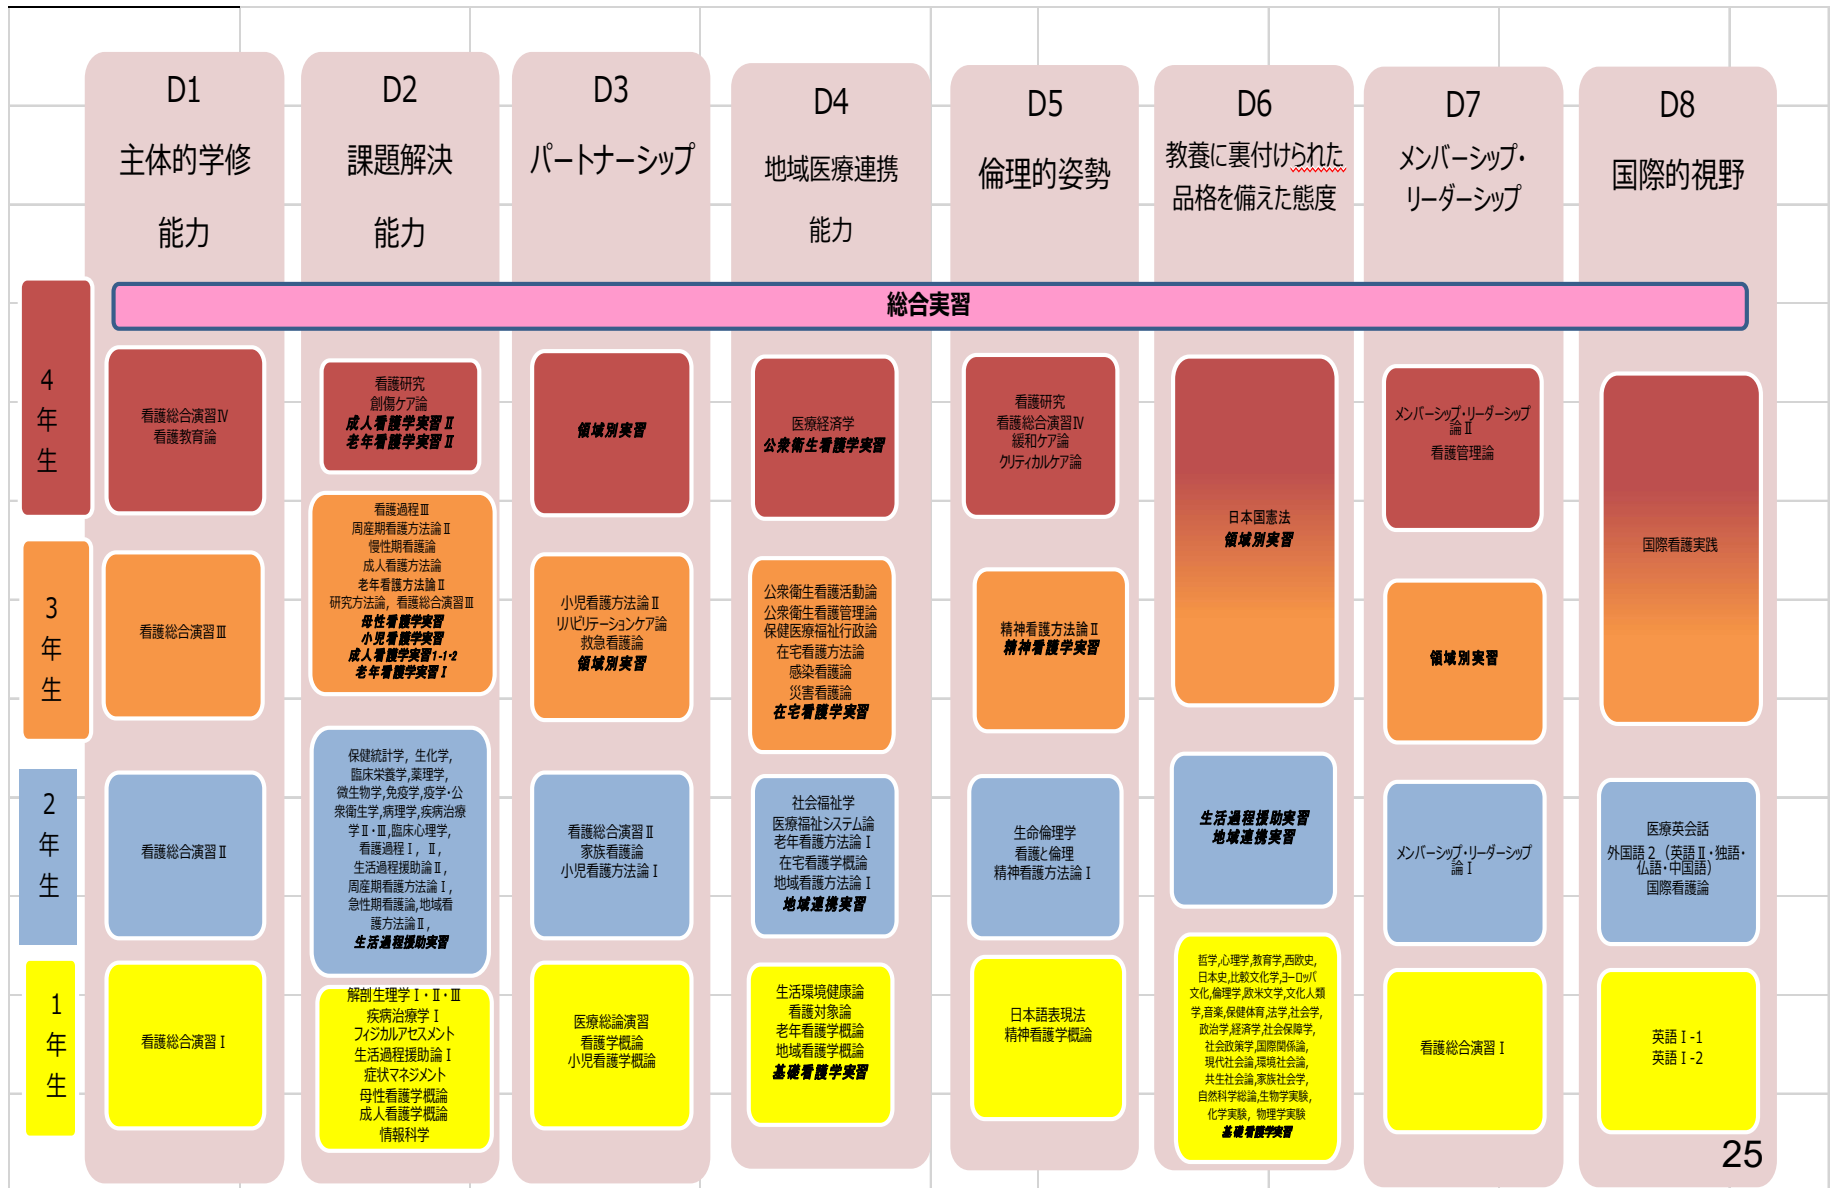 D1
主体的学修
能力
D2
課題解決
能力
D3
パートナーシップ
D4
地域医療連携
能力
D5
倫理的姿勢
D6
教養に裏付けられた
品格を備えた態度
D7
メンバーシップ・
リーダーシップ
D8
国際的視野
総合実習
4
年
生
看護総合演習Ⅳ
看護教育論
看護研究
創傷ケア論
成人看護学実習Ⅱ
老年看護学実習Ⅱ
領域別実習
医療経済学
公衆衛生看護学実習
看護研究
看護総合演習Ⅳ
緩和ケア論
クリティカルケア論
日本国憲法
領域別実習
メンバーシップ・リーダーシップ
論Ⅱ
看護管理論
国際看護実践
3
年
生
看護総合演習Ⅲ
看護過程Ⅲ
周産期看護方法論Ⅱ
慢性期看護論
成人看護方法論
老年看護方法論Ⅱ
研究方法論，看護総合演習Ⅲ
母性看護学実習
小児看護学実習
成人看護学実習1-1・2
老年看護学実習Ⅰ
小児看護方法論Ⅱ
リハビリテーションケア論
救急看護論
領域別実習
公衆衛生看護活動論
公衆衛生看護管理論
保健医療福祉行政論
在宅看護方法論
感染看護論
災害看護論
在宅看護学実習
精神看護方法論Ⅱ
精神看護学実習
領域別実習
2
年
生
看護総合演習Ⅱ
保健統計学，生化学,
臨床栄養学,薬理学,
微生物学,免疫学,疫学・公
衆衛生学,病理学,疾病治療
学Ⅱ・Ⅲ,臨床心理学,
看護過程Ⅰ，Ⅱ,
生活過程援助論Ⅱ,
周産期看護方法論Ⅰ,
急性期看護論,地域看
護方法論Ⅱ,
生活過程援助実習
看護総合演習Ⅱ
家族看護論
小児看護方法論Ⅰ
社会福祉学
医療福祉システム論
老年看護方法論Ⅰ
在宅看護学概論
地域看護方法論Ⅰ
地域連携実習
生命倫理学
看護と倫理
精神看護方法論Ⅰ
生活過程援助実習
地域連携実習
メンバーシップ・リーダーシップ
論Ⅰ
医療英会話
外国語２（英語Ⅱ・独語・
仏語・中国語）
国際看護論
1
年
生
看護総合演習Ⅰ
解剖生理学Ⅰ・Ⅱ・Ⅲ
疾病治療学Ⅰ
フィジカルアセスメント
生活過程援助論Ⅰ
症状マネジメント
母性看護学概論
成人看護学概論
情報科学
医療総論演習
看護学概論
小児看護学概論
生活環境健康論
看護対象論
老年看護学概論
地域看護学概論
基礎看護学実習
日本語表現法
精神看護学概論
哲学,心理学,教育学,西欧史,
日本史,比較文化学,ヨーロッパ
文化,倫理学,欧米文学,文化人類
学,音楽,保健体育,法学,社会学,
政治学,経済学,社会保障学,
社会政策学,国際関係論,
現代社会論,環境社会論,
共生社会論,家族社会学,
自然科学総論,生物学実験,
化学実験，物理学実験
基礎看護学実習
看護総合演習Ⅰ
英語Ⅰ-1
英語Ⅰ-2
25